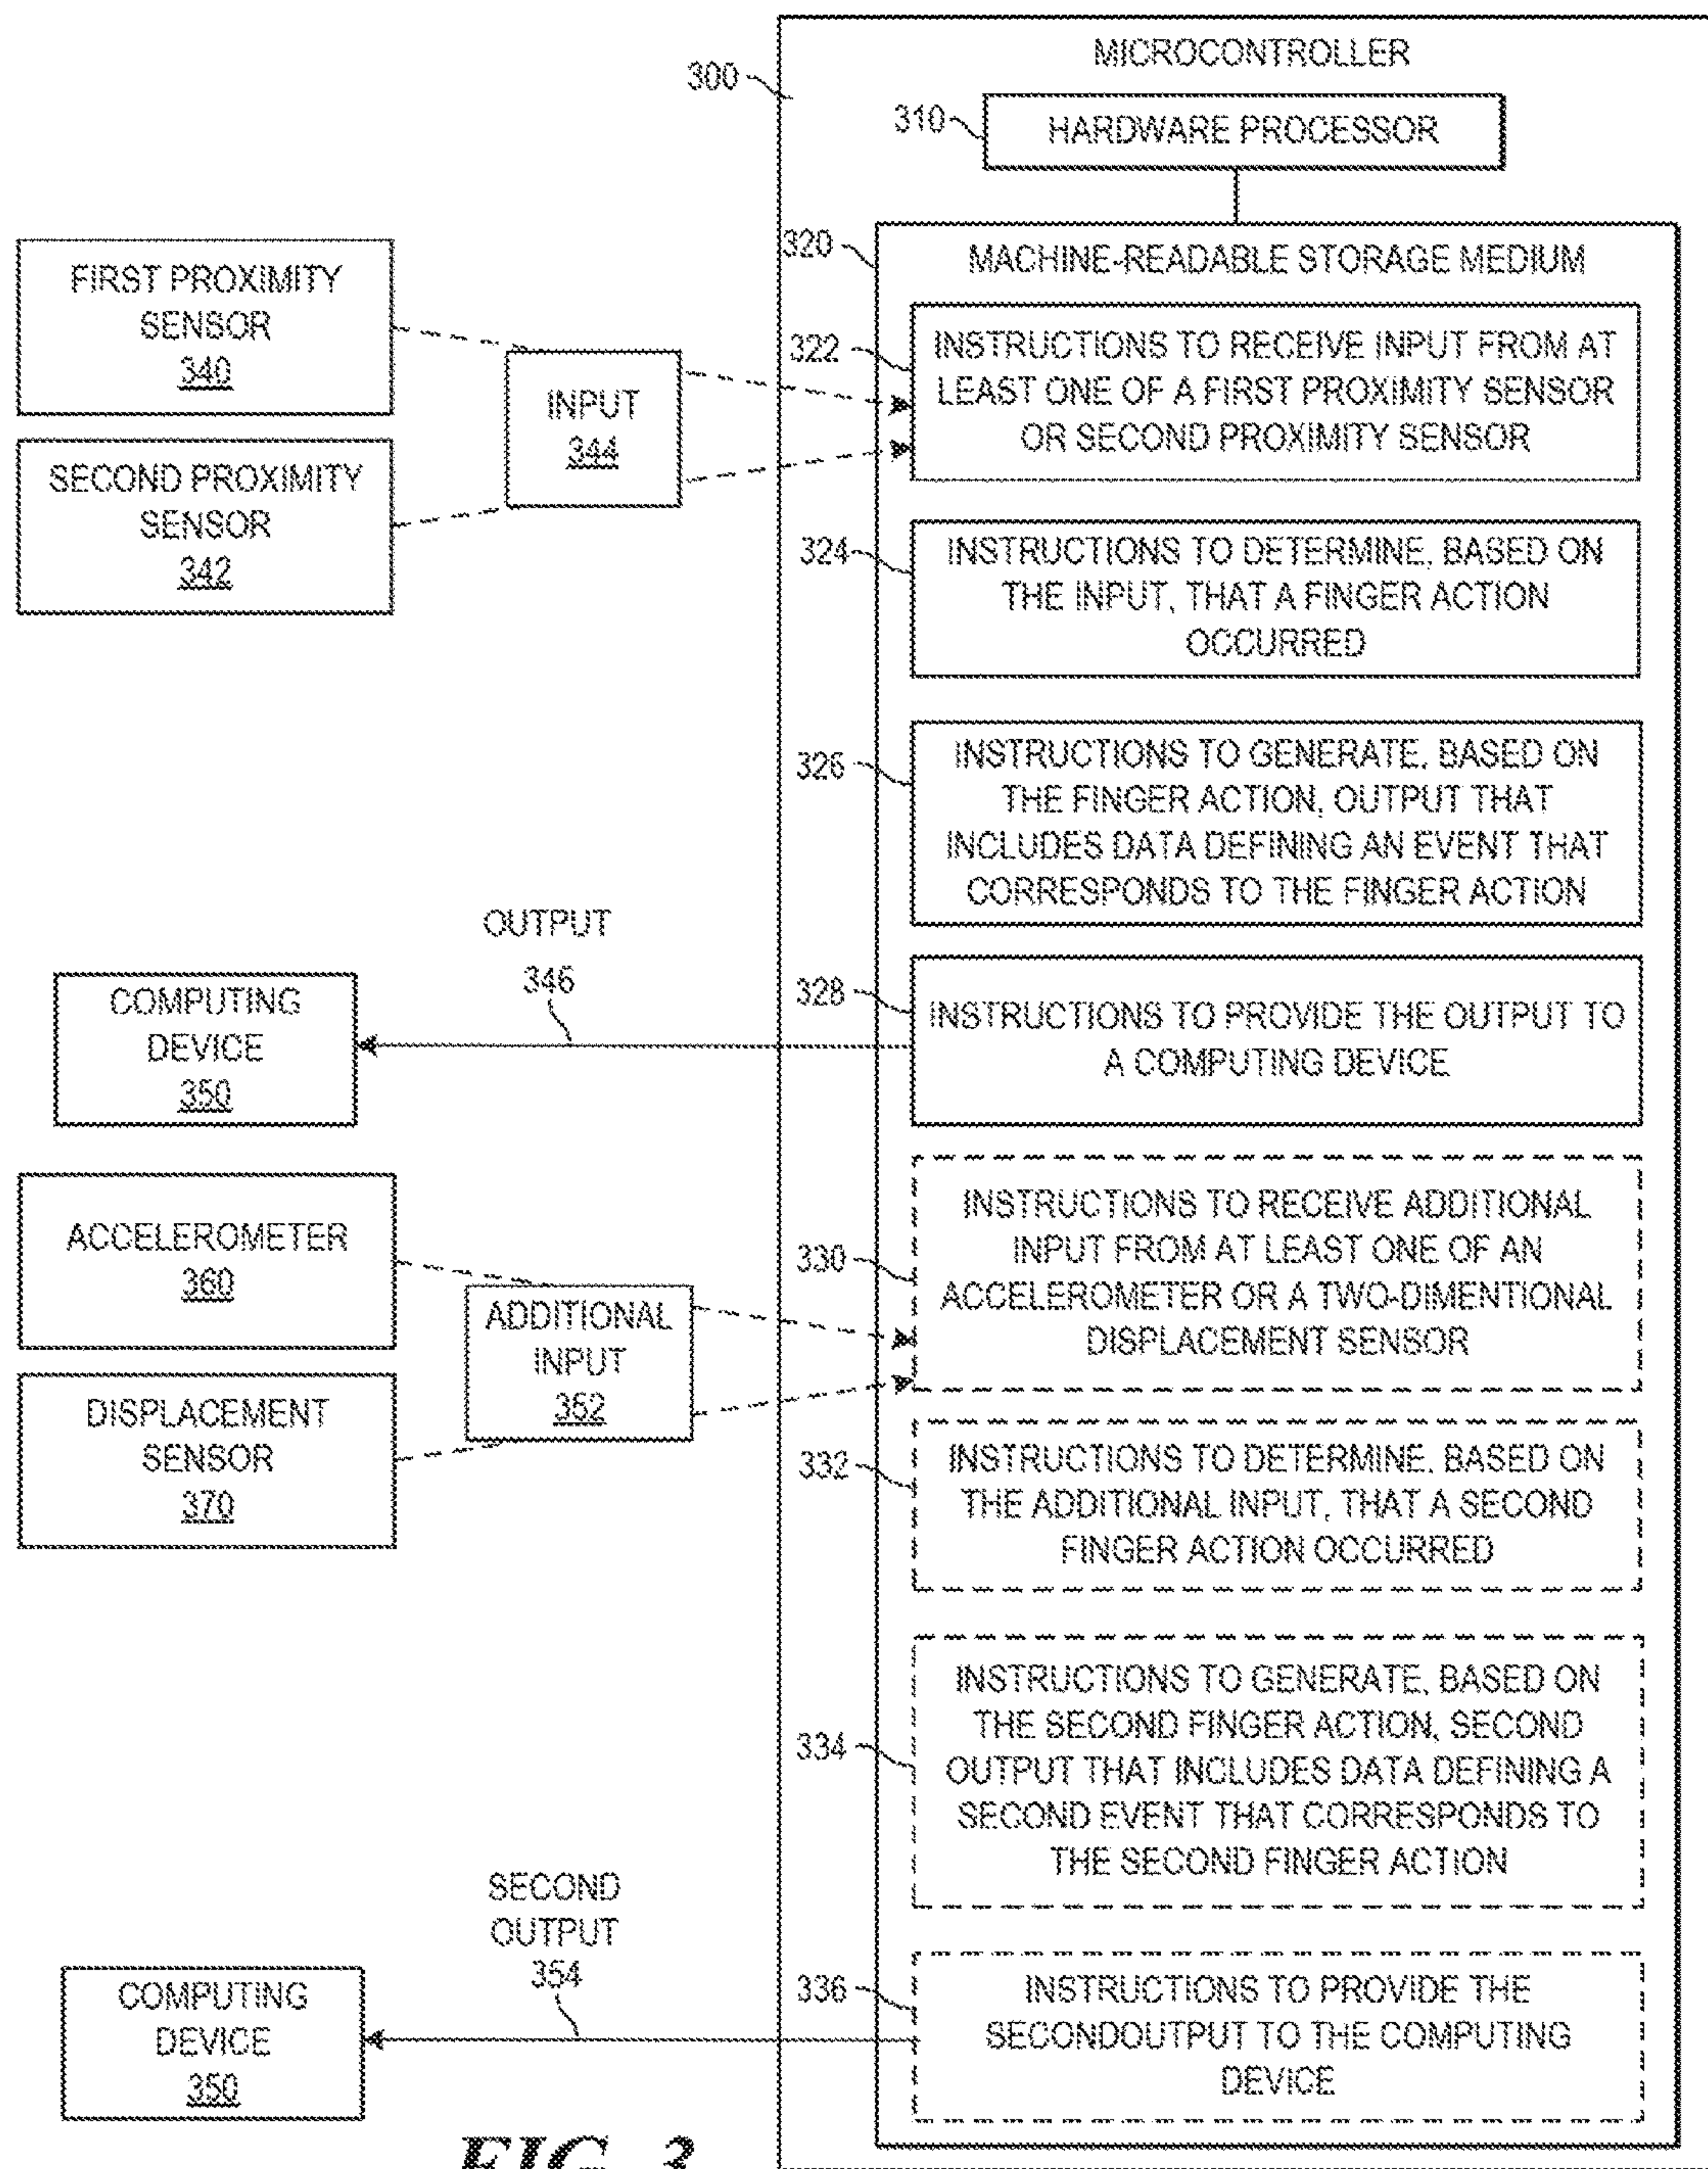 MICROCONTROLLER
300
310
HARDWARE PROCESSOR
320
MACHINE-READABLE STORAGE MEDIUM
FIRST PROXIMITY
SENSOR
340
SECOND PROXIMITY
SENSOR
342
INPUT
344
322
INSTRUCTIONS TO RECEIVE INPUT FROM AT
LEAST ONE OF A FIRST PROXIMITY SENSOR
OR SECOND PROXIMITY SENSOR
324
INSTRUCTIONS TO DETERMINE, BASED ON
THE INPUT, THAT A FINGER ACTION
OCCURRED
326
INSTRUCTIONS TO GENERATE, BASED ON
THE FINGER ACTION, OUTPUT THAT
INCLUDES DATA DEFINING AN EVENT THAT
CORRESPONDS TO THE FINGER ACTION
OUTPUT
346
COMPUTING
DEVICE
350
328
INSTRUCTIONS TO PROVIDE THE OUTPUT TO
A COMPUTING DEVICE
ACCELEROMETER
360
DISPLACEMENT
SENSOR
370
ADDITIONAL
INPUT
352
330
INSTRUCTIONS TO RECEIVE ADDITIONAL
INPUT FROM AT LEAST ONE OF AN
ACCELEROMETER OR A TWO-DIMENTIONAL
DISPLACEMENT SENSOR
332
INSTRUCTIONS TO DETERMINE, BASED ON
THE ADDITIONAL INPUT, THAT A SECOND
FINGER ACTION OCCURRED
334
INSTRUCTIONS TO GENERATE, BASED ON
THE SECOND FINGER ACTION, SECOND
OUTPUT THAT INCLUDES DATA DEFINING A
SECOND EVENT THAT CORRESPONDS TO
THE SECOND FINGER ACTION
SECOND
OUTPUT
354
COMPUTING
DEVICE
350
336
INSTRUCTIONS TO PROVIDE THE
SECONDOUTPUT TO THE COMPUTING
DEVICE
FIG. 3